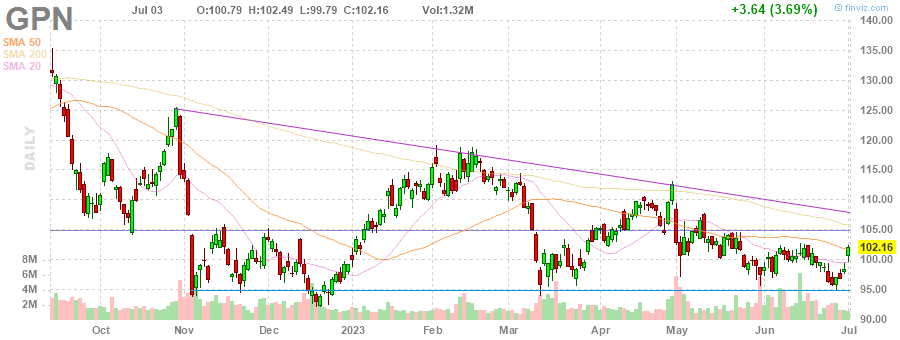 GPN Jul 03 O:100.79 H:102.49 L:99.79 C:102.16 Vol:1.32M +3.64 (3.69%) @ finviz.com
SMA 50
SMA 200
SMA 20
DAILY
140.00
135.00
130.00
125.00
120.00
115.00
110.00
105.00
102.16
100.00
95.00
90.00
8M
6M
4M
2M
Oct Nov Dec 2023 Feb Mar Apr May Jun Jul